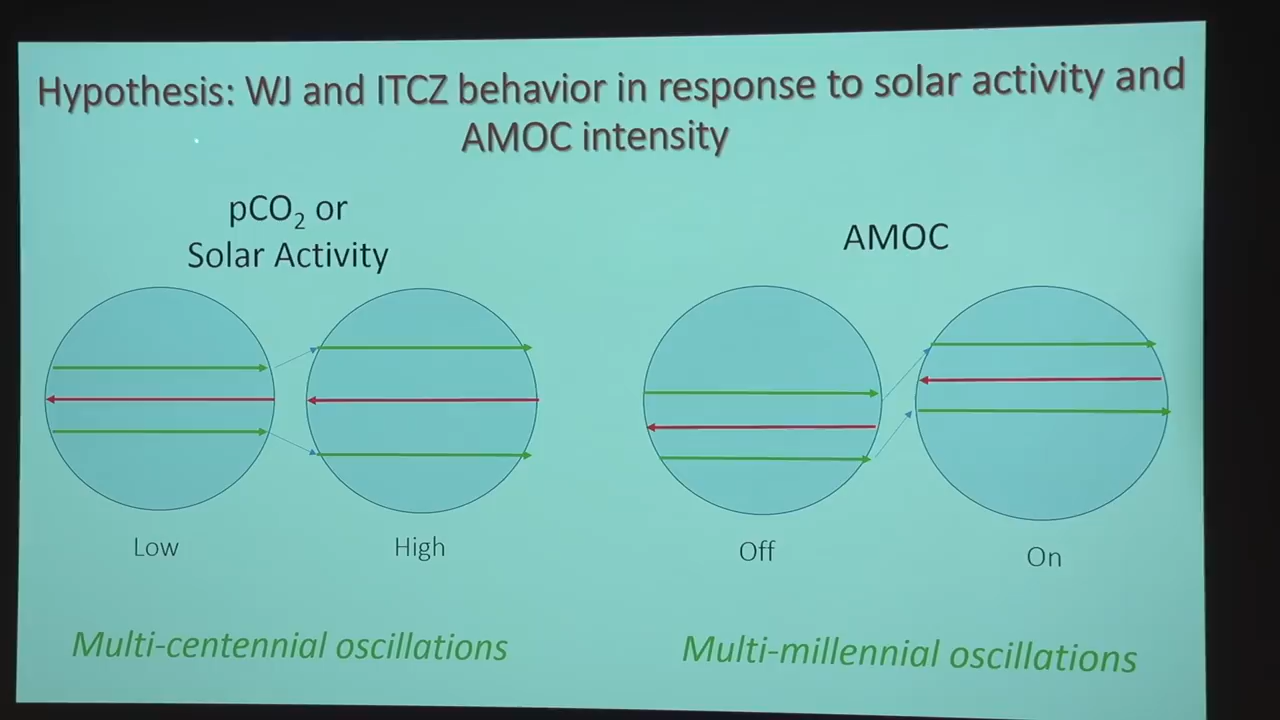 Hypothesis: WJ and ITCZ behavior in response to solar activity and
AMOC intensity
pCO₂ or
Solar Activity
AMOC
Low
High
Off
On
Multi-centennial oscillations
Multi-millennial oscillations